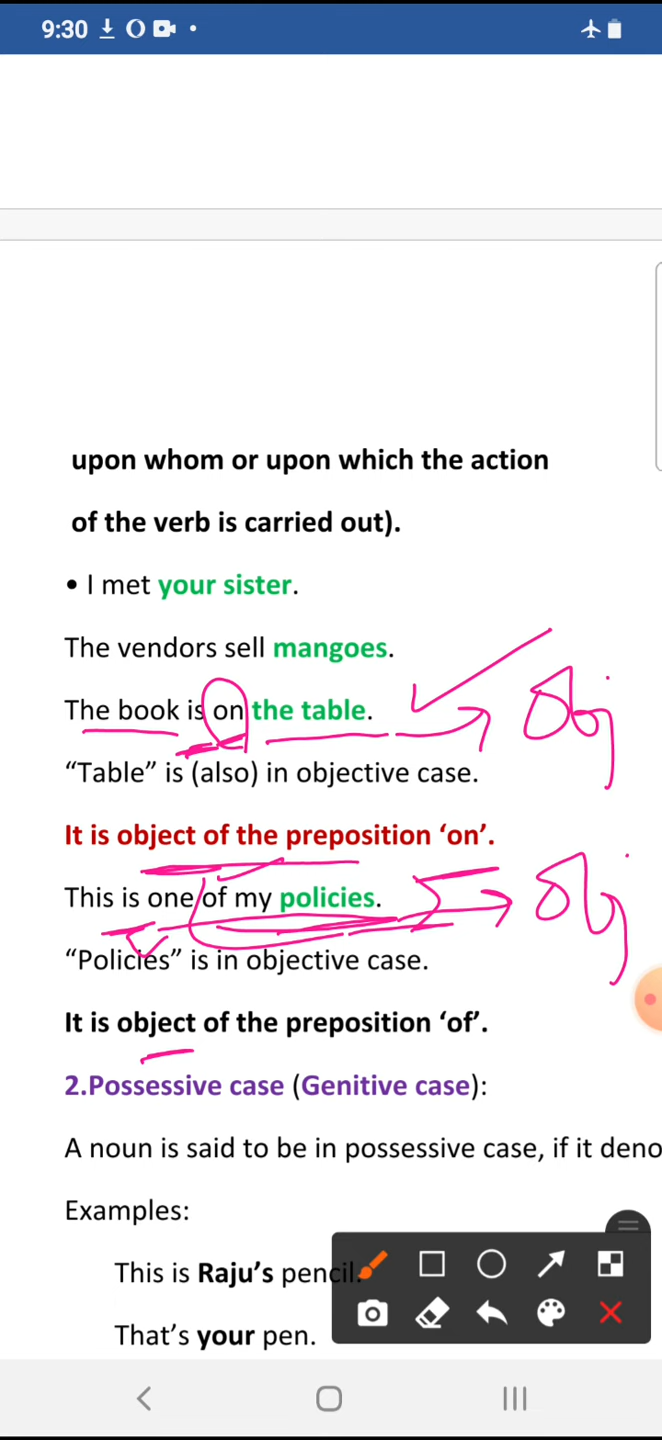 9:30
upon whom or upon which the action
of the verb is carried out).
• I met your sister.
The vendors sell mangoes.
The book is on the table. Obj
“Table” is (also) in objective case.
It is object of the preposition ‘on’.
This is one of my policies. Obj
“Policies” is in objective case.
It is object of the preposition ‘of’.
2.Possessive case (Genitive case):
A noun is said to be in possessive case, if it deno
Examples:
This is Raju’s pencil.
That’s your pen.